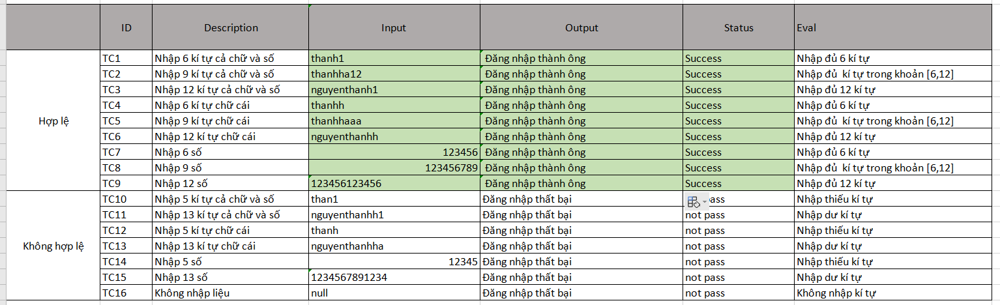 ID Description Input Output Status Eval
TC1 Nhập 6 kí tự cả chữ và số thanh1 Đăng nhập thành ông Success Nhập đủ 6 kí tự
TC2 Nhập 9 kí tự cả chữ và số thanhha12 Đăng nhập thành ông Success Nhập đủ  kí tự trong khoản [6,12]
TC3 Nhập 12 kí tự cả chữ và số nguyenthanh1 Đăng nhập thành ông Success Nhập đủ 12 kí tự
TC4 Nhập 6 kí tự chữ cái thanhh Đăng nhập thành ông Success Nhập đủ 6 kí tự
Hợp lệ TC5 Nhập 9 kí tự chữ cái thanhhaaa Đăng nhập thành ông Success Nhập đủ  kí tự trong khoản [6,12]
TC6 Nhập 12 kí tự chữ cái nguyenthanhh Đăng nhập thành ông Success Nhập đủ 12 kí tự
TC7 Nhập 6 số 123456 Đăng nhập thành ông Success Nhập đủ 6 kí tự
TC8 Nhập 9 số 123456789 Đăng nhập thành ông Success Nhập đủ  kí tự trong khoản [6,12]
TC9 Nhập 12 số 123456123456 Đăng nhập thành ông Success Nhập đủ 12 kí tự
TC10 Nhập 5 kí tự cả chữ và số than1 Đăng nhập thất bại pass Nhập thiếu kí tự
TC11 Nhập 13 kí tự cả chữ và số nguyenthanhh1 Đăng nhập thất bại not pass Nhập dư kí tự
TC12 Nhập 5 kí tự chữ cái thanh Đăng nhập thất bại not pass Nhập thiếu kí tự
Không hợp lệ TC13 Nhập 13 kí tự chữ cái nguyenthanhha Đăng nhập thất bại not pass Nhập dư kí tự
TC14 Nhập 5 số 12345 Đăng nhập thất bại not pass Nhập thiếu kí tự
TC15 Nhập 13 số 1234567891234 Đăng nhập thất bại not pass Nhập dư kí tự
TC16 Không nhập liệu null Đăng nhập thất bại not pass Không nhập kí tự